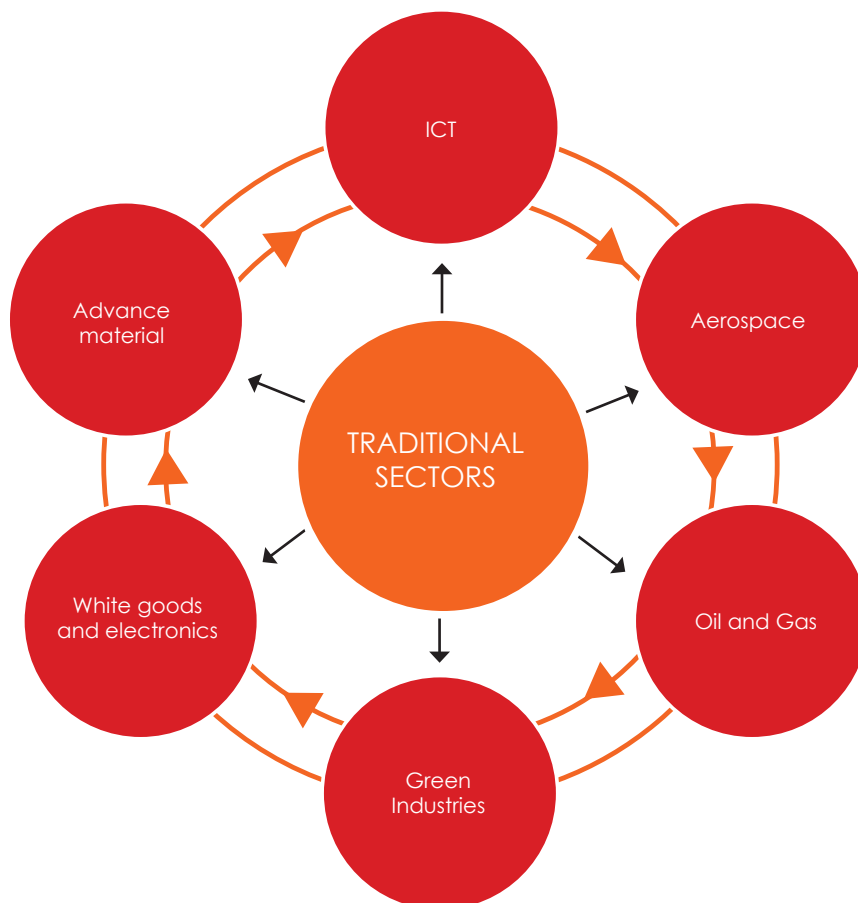 ICT
Advance
material
Aerospace
TRADITIONAL
SECTORS
White goods
and electronics
Oil and Gas
Green
Industries